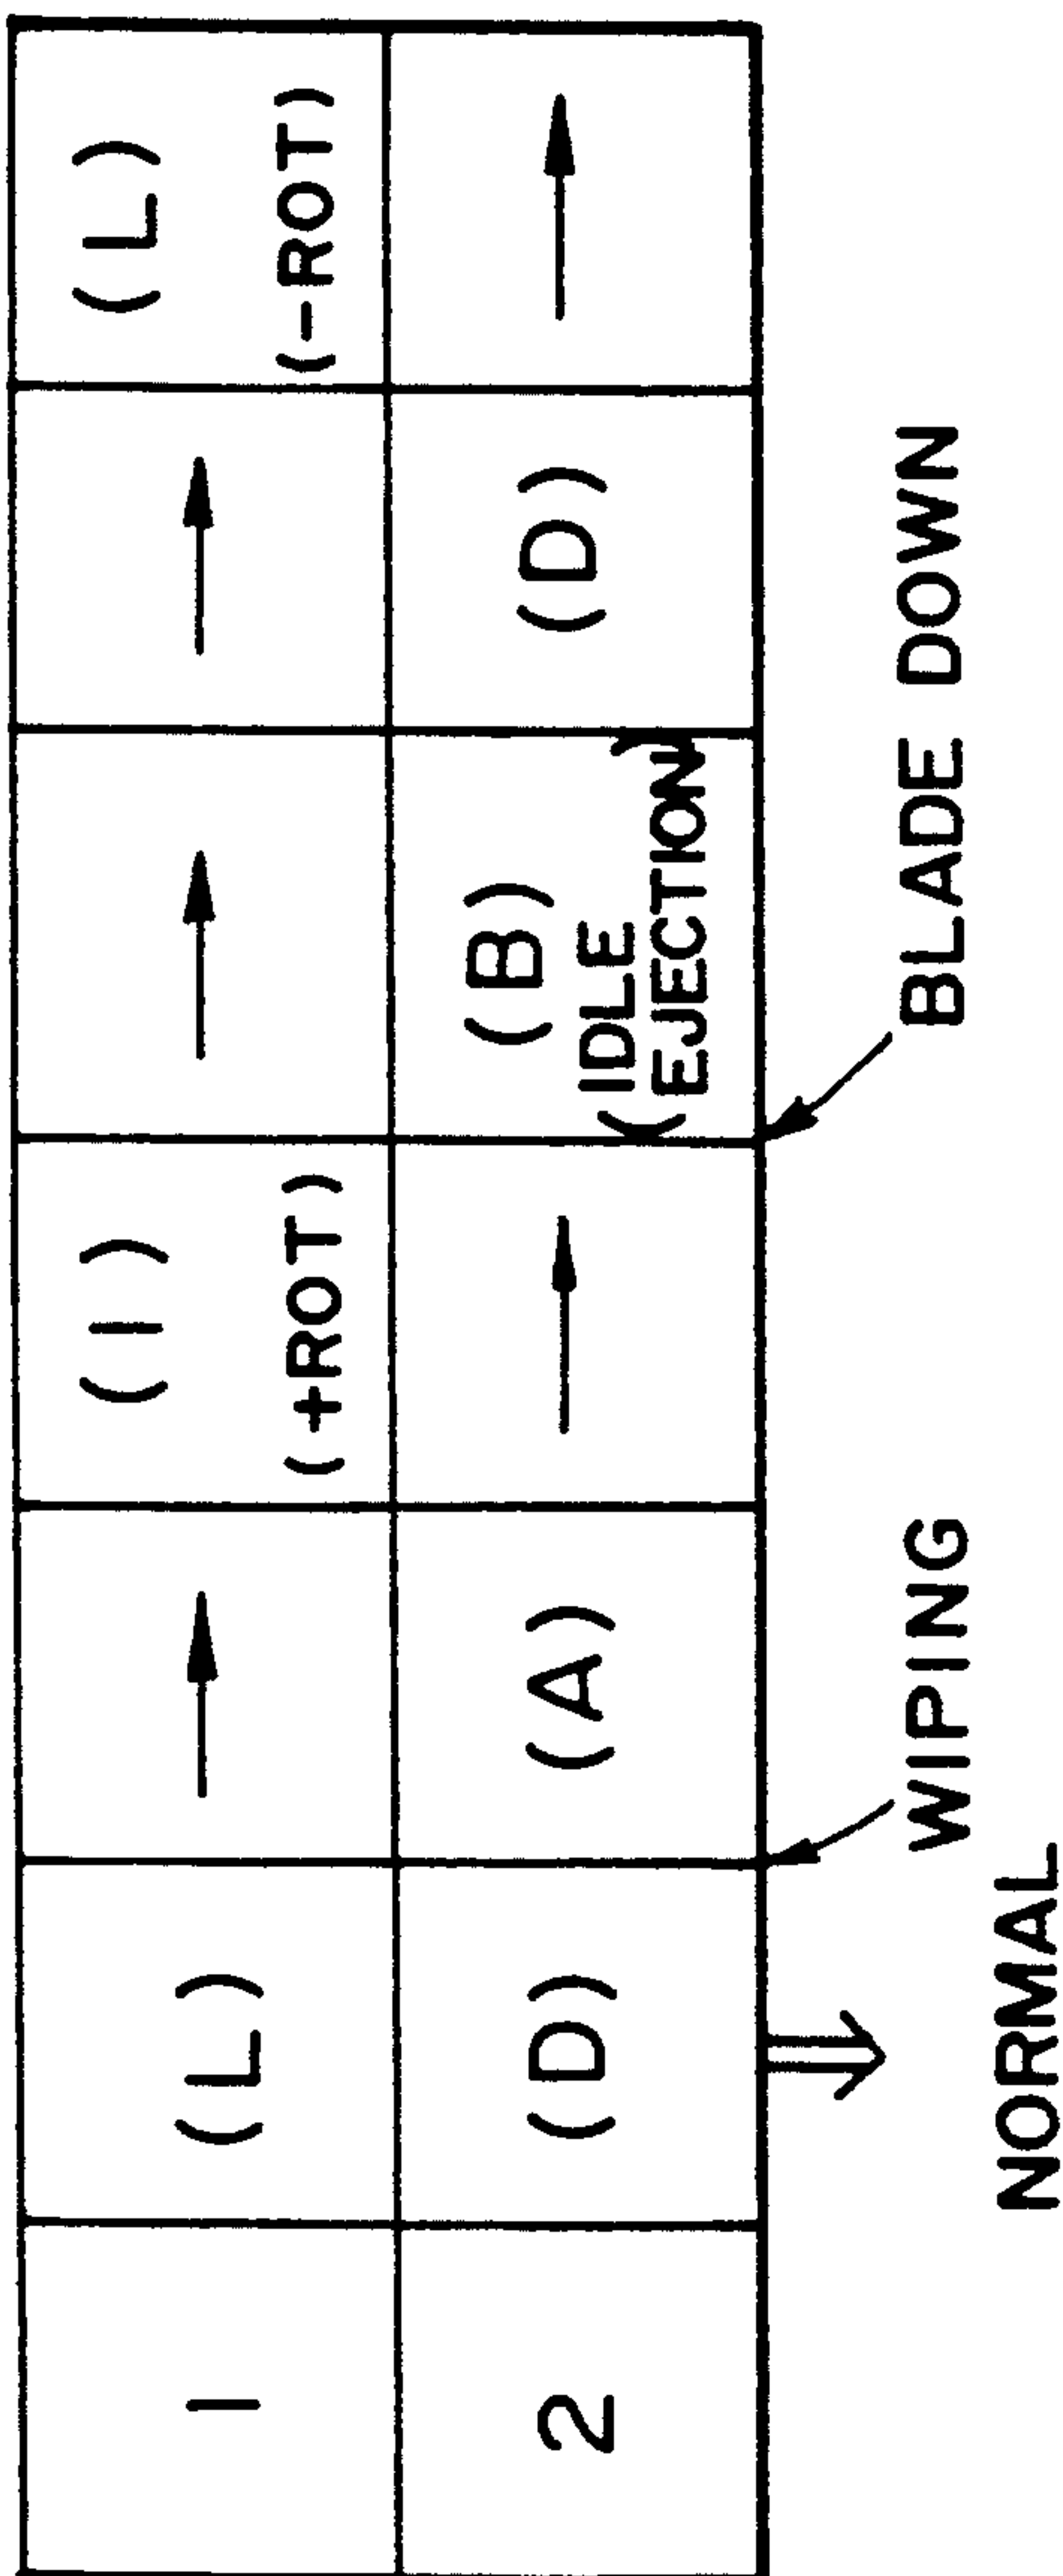 1 (L) → (I) → → (L)
(+ROT) (-ROT)
2 (D) (A) → (B) (D) →
(IDLE
EJECTION)
WIPING BLADE DOWN
NORMAL